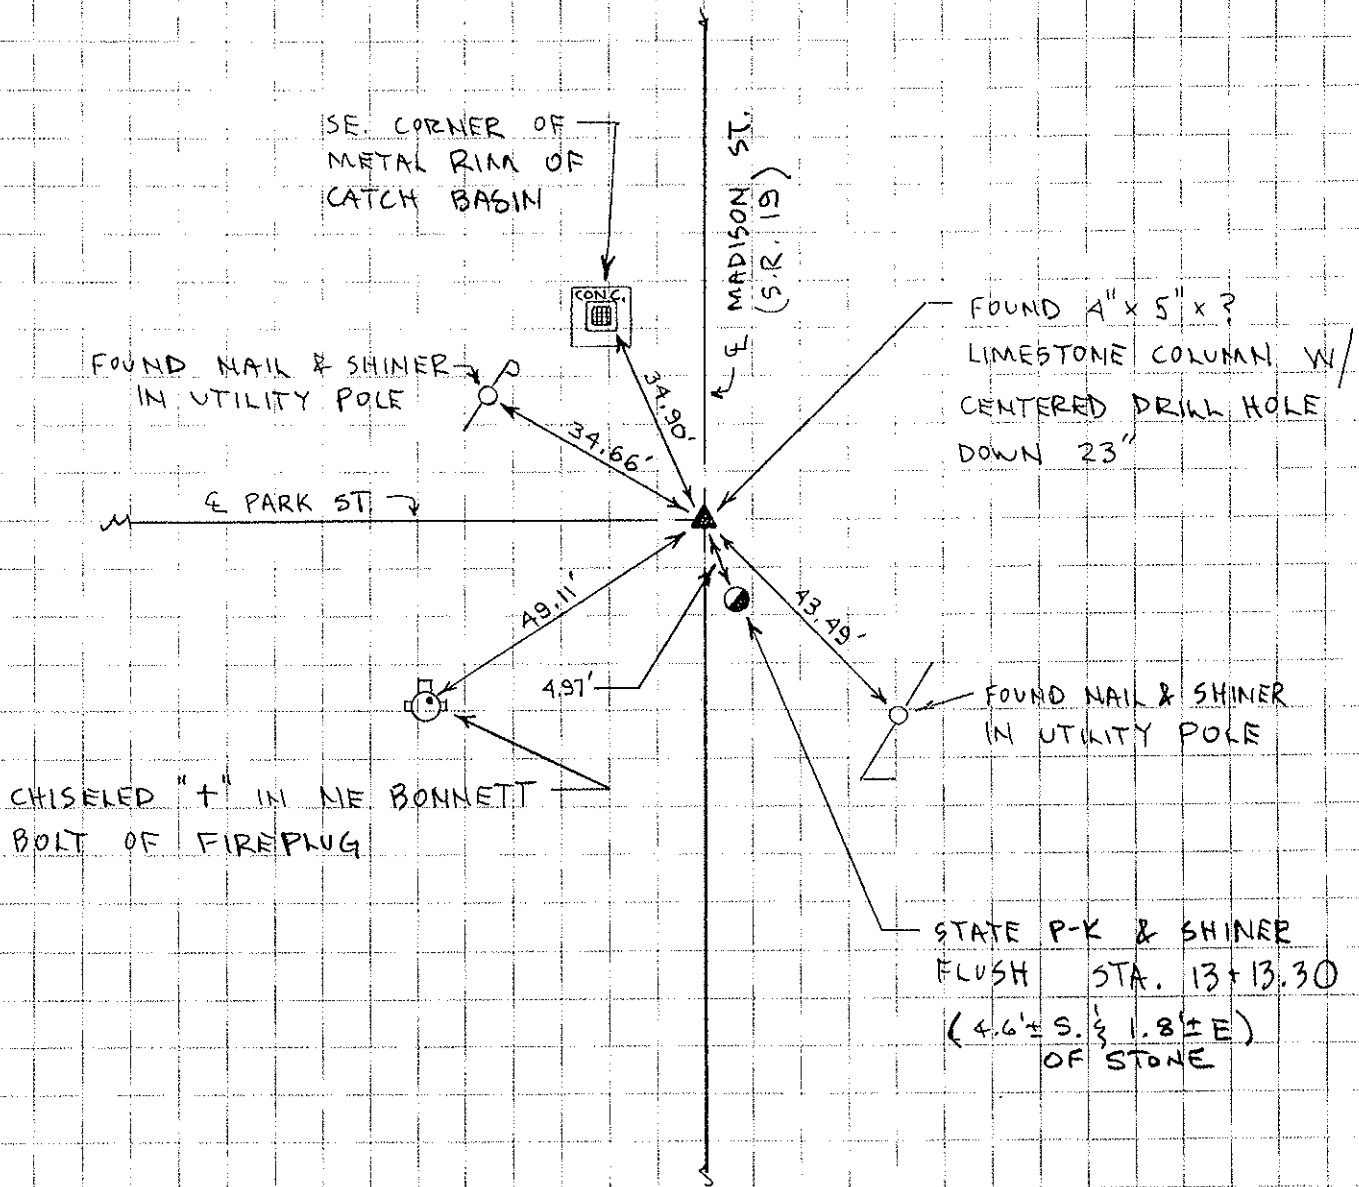 SE. CORNER OF
METAL RIM OF
CATCH BASIN
℄ MADISON ST.
(S.R. 19)
CONC.
FOUND 4" x 5" x ?
LIMESTONE COLUMN W/
CENTERED DRILL HOLE
DOWN 23"
FOUND NAIL & SHINER
IN UTILITY POLE
34.90'
34.66'
℄ PARK ST.
49.11'
43.49'
4.97'
FOUND NAIL & SHINER
IN UTILITY POLE
CHISELED "+" IN NE BONNETT
BOLT OF FIREPLUG
STATE P-K & SHINER
FLUSH STA. 13+13.30
(4.6'± S. & 1.8'± E)
OF STONE